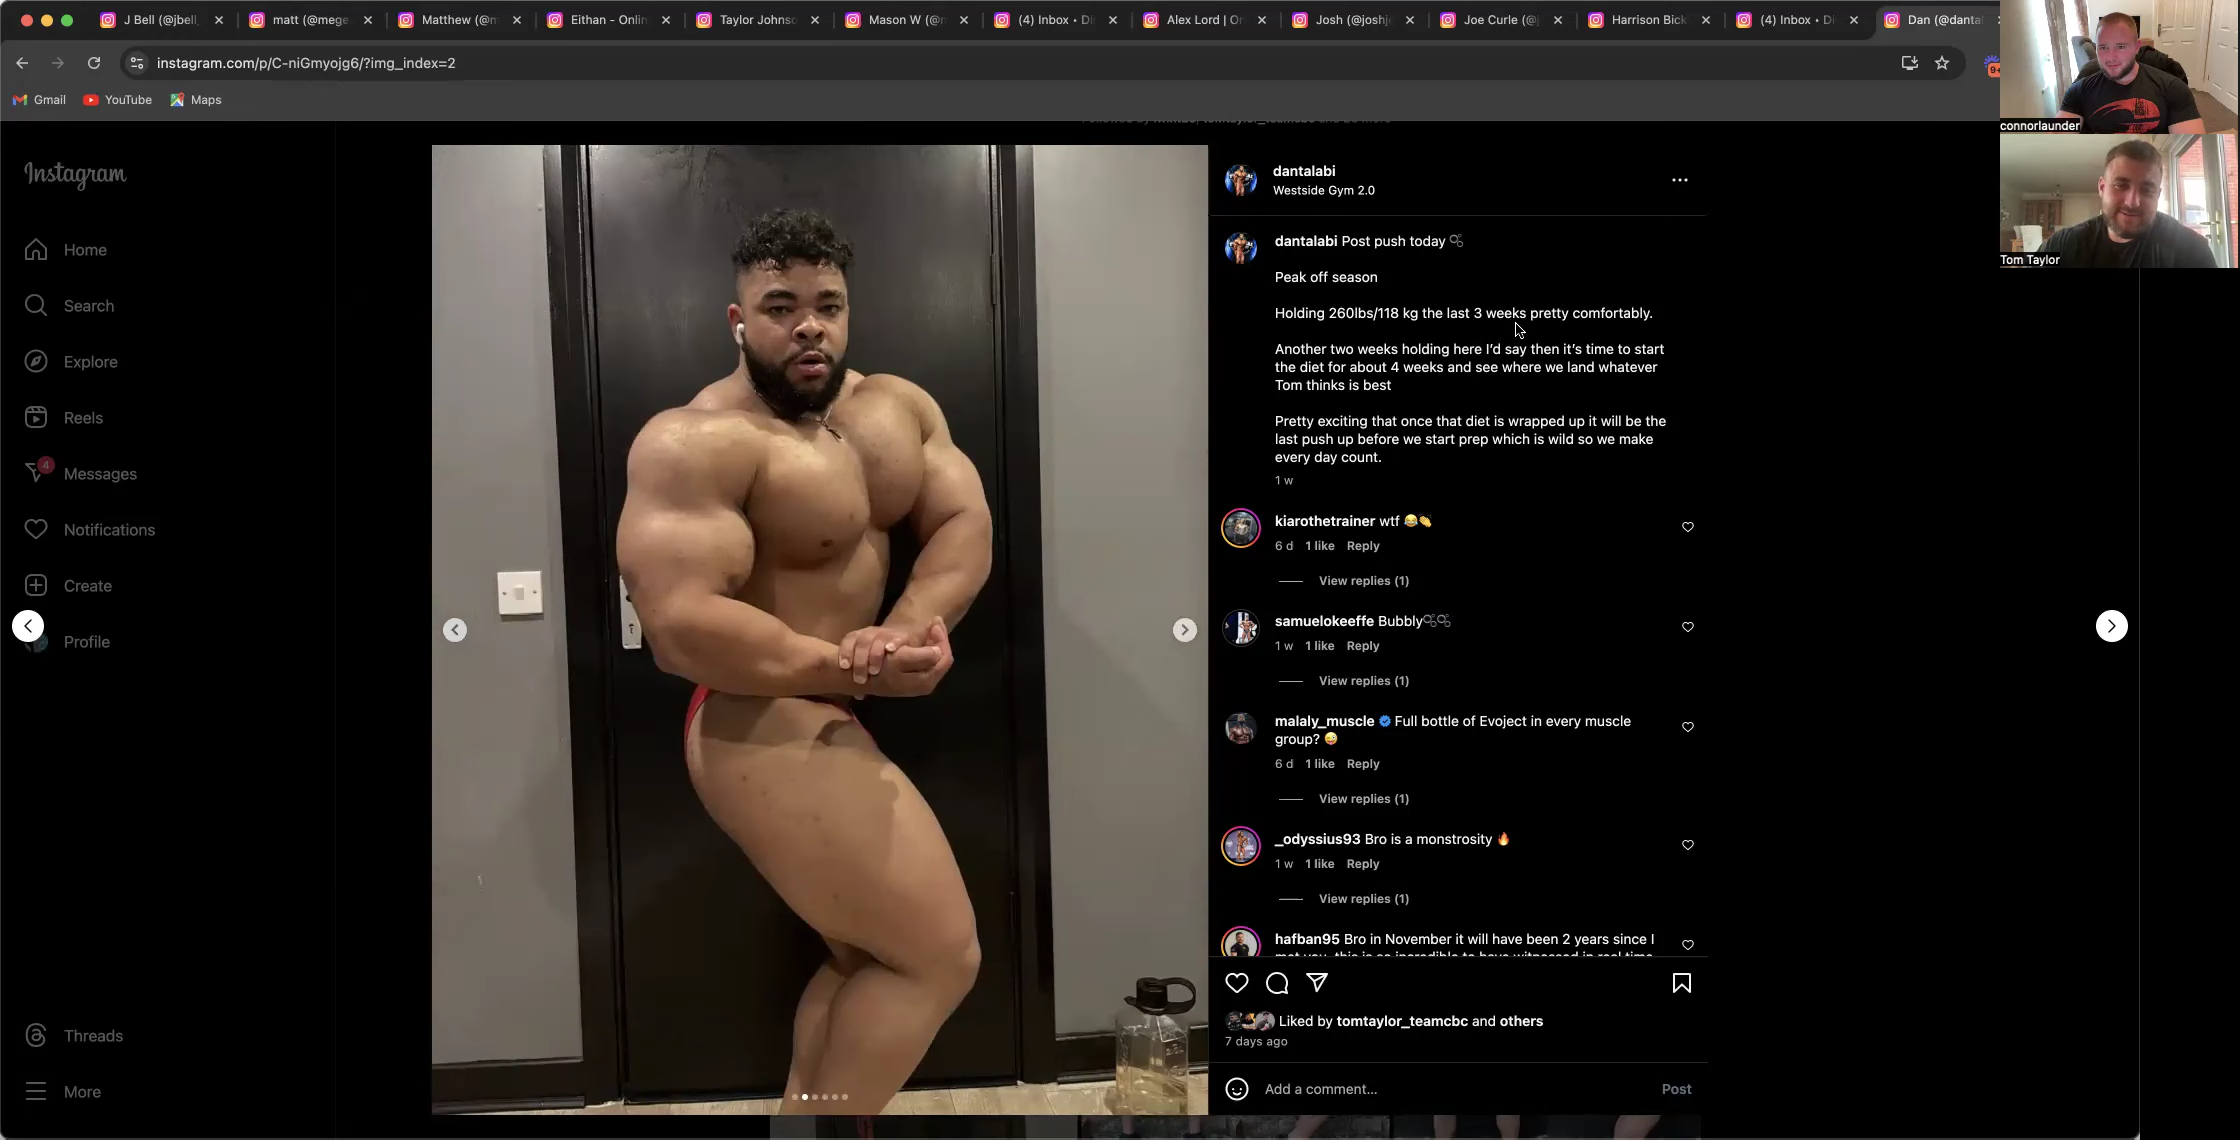 J Bell (@jbell_
matt (@mege
Matthew (@m
Eithan - Onlin
Taylor Johnso
Mason W (@
(4) Inbox • Di
Alex Lord | On
Josh (@joshj
Joe Curle (@j
Harrison Bick
(4) Inbox • Di
Dan (@dantal
instagram.com/p/C-niGmyojg6/?img_index=2
9+
Gmail
YouTube
Maps
connorlaunder
Tom Taylor
Instagram
Home
Search
Explore
Reels
4
Messages
Notifications
Create
Profile
Threads
More
dantalabi
Westside Gym 2.0
dantalabi Post push today 🫧
Peak off season
Holding 260lbs/118 kg the last 3 weeks pretty comfortably.
Another two weeks holding here I'd say then it's time to start
the diet for about 4 weeks and see where we land whatever
Tom thinks is best
Pretty exciting that once that diet is wrapped up it will be the
last push up before we start prep which is wild so we make
every day count.
1 w
kiarothetrainer wtf 😂👏
6 d 1 like Reply
View replies (1)
samuelokeeffe Bubbly🫧🫧
1 w 1 like Reply
View replies (1)
malaly_muscle Full bottle of Evoject in every muscle
group? 🤪
6 d 1 like Reply
View replies (1)
_odyssius93 Bro is a monstrosity 🔥
1 w 1 like Reply
View replies (1)
hafban95 Bro in November it will have been 2 years since I
Liked by tomtaylor_teamcbc and others
7 days ago
Add a comment...
Post